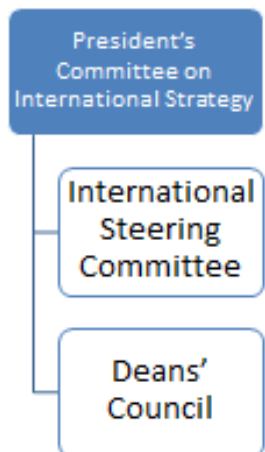 President's
Committee on
International Strategy
International
Steering
Committee
Deans'
Council